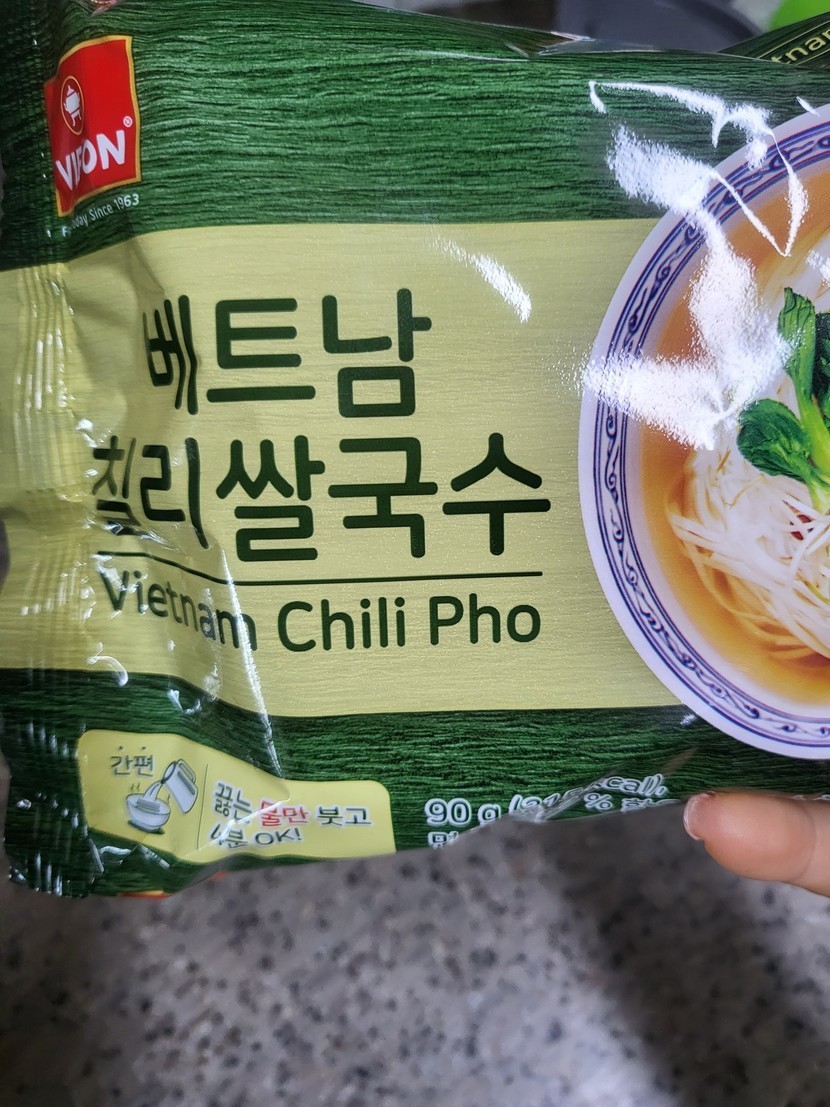 VIFON®
Since 1963
베트남
칠리 쌀국수
Vietnam Chili Pho
간편
끓는 물만 붓고
90 g